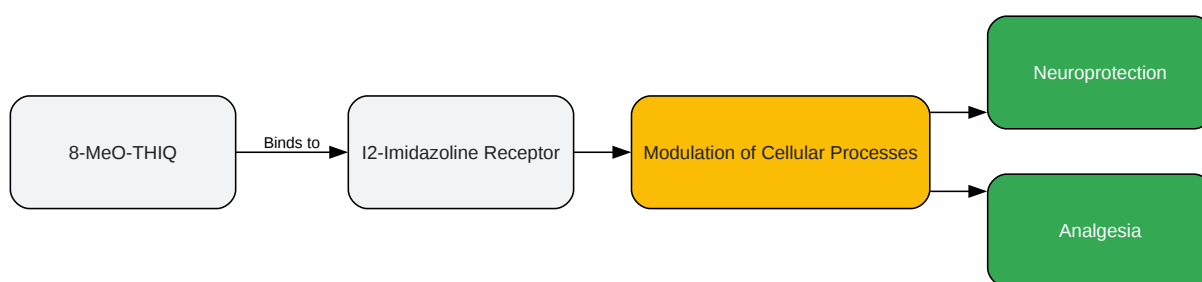 8-MeO-THIQ
Binds to
I2-Imidazoline Receptor
Modulation of Cellular Processes
Neuroprotection
Analgesia